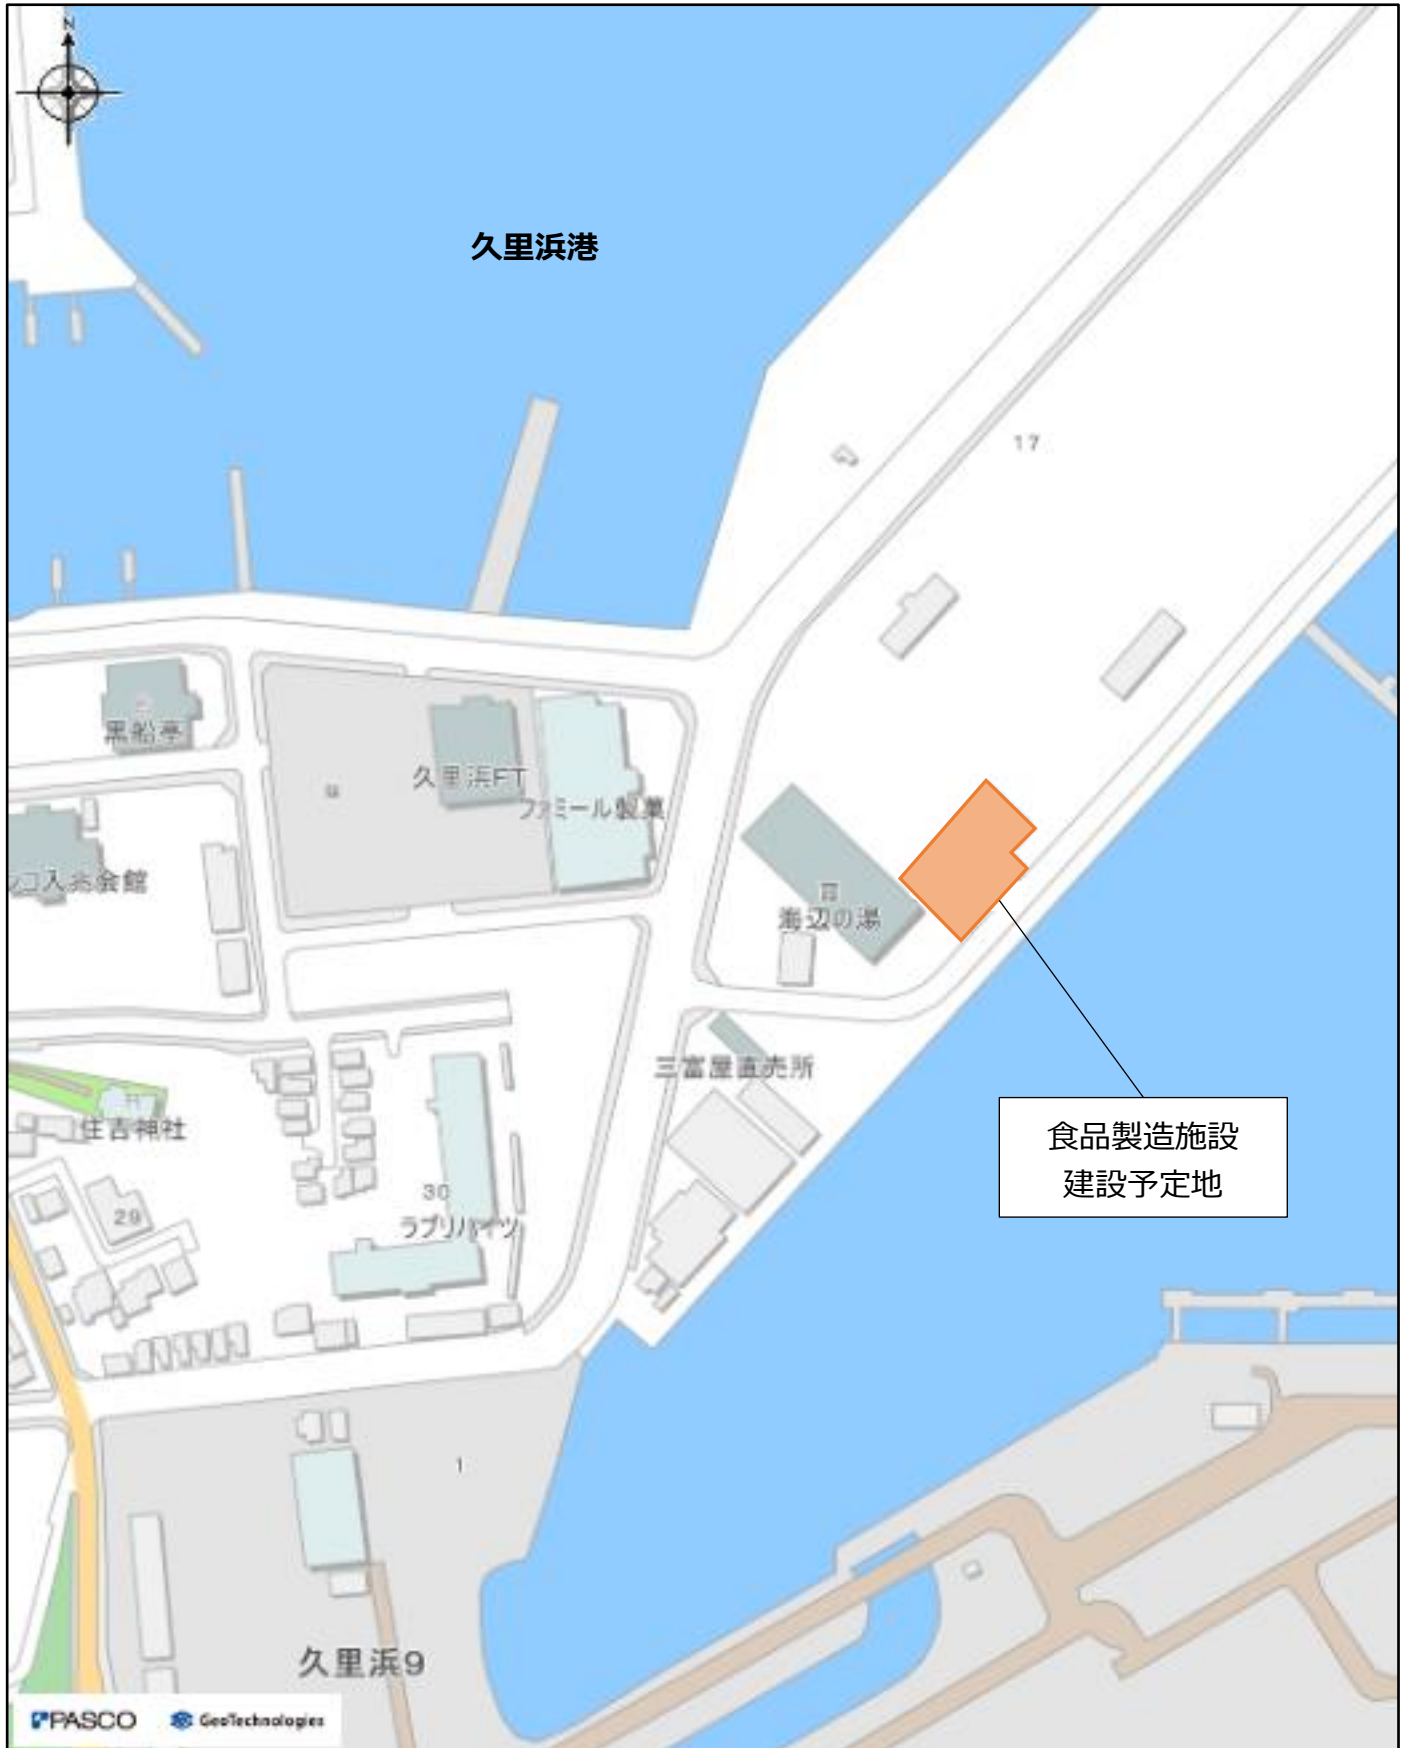 N
久里浜港
17
黒船亭
久里浜FT
ファミール製菓
海辺の湯
三富屋直売所
住吉神社
食品製造施設
建設予定地
30
29
ラブリハイツ
1
久里浜9
PASCO
GeoTechnologies